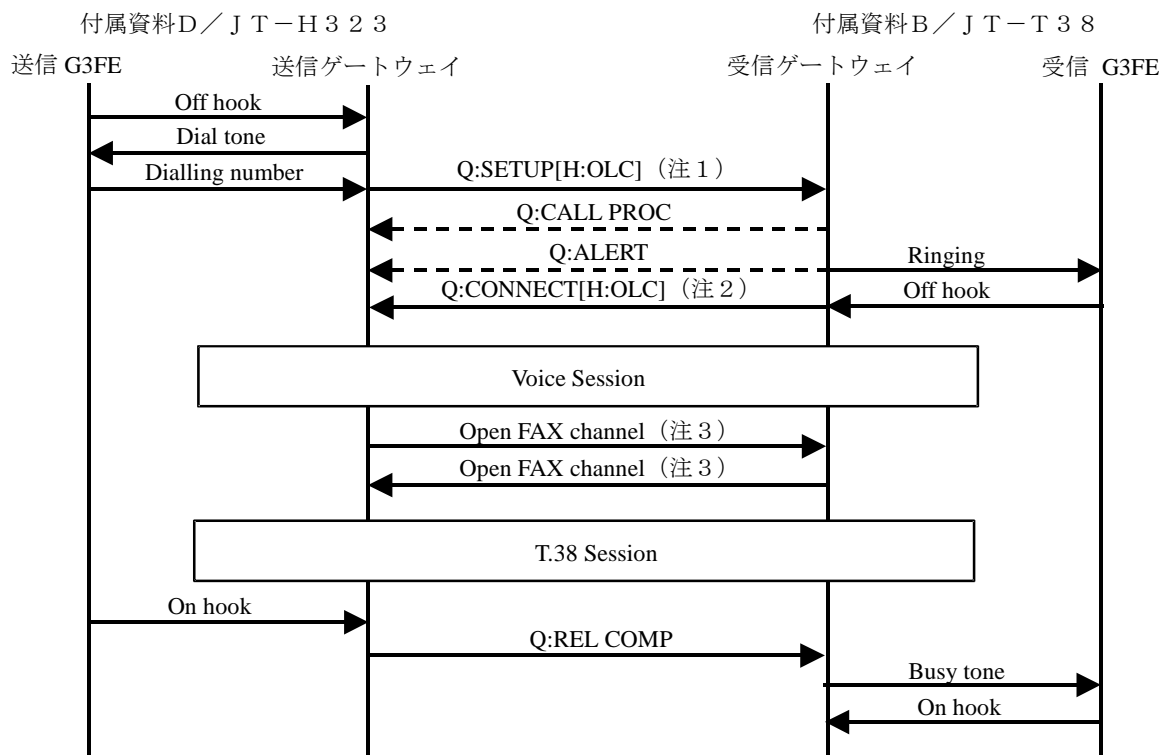 付属資料Ｄ／ＪＴ－Ｈ３２３ 付属資料Ｂ／ＪＴ－Ｔ３８
送信 G3FE 送信ゲートウェイ 受信ゲートウェイ 受信 G3FE
Off hook
Dial tone
Dialling number Q:SETUP[H:OLC]（注１）
Q:CALL PROC
Q:ALERT Ringing
Q:CONNECT[H:OLC]（注２） Off hook
Voice Session
Open FAX channel（注３）
Open FAX channel（注３）
T.38 Session
On hook
Q:REL COMP
Busy tone
On hook